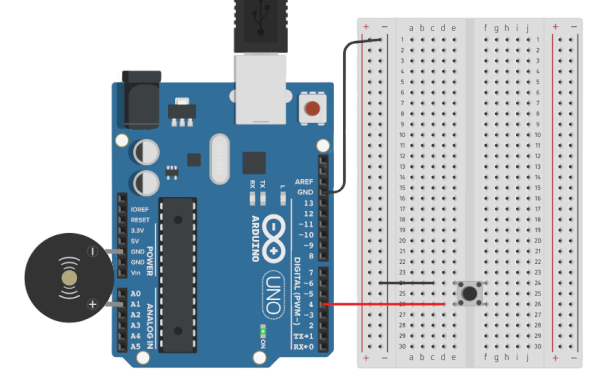 IOREF
RESET
3.3V
5V
GND
GND
Vin
POWER
A0
A1
A2
A3
A4
A5
ANALOG IN
AREF
GND
13
12
~11
~10
~9
8
7
~6
~5
4
~3
2
TX→1
RX←0
DIGITAL (PWM~)
RX
TX
L
ARDUINO
UNO
ON
− +
− +
+ −
a b c d e
f g h i j
+ −
1 1
2 2
3 3
4 4
5 5
6 6
7 7
8 8
9 9
10 10
11 11
12 12
13 13
14 14
15 15
16 16
17 17
18 18
19 19
20 20
21 21
22 22
23 23
24
25 25
26
27 27
28 28
29 29
30 30
+ −
a b c d e
f g h i j
+ −